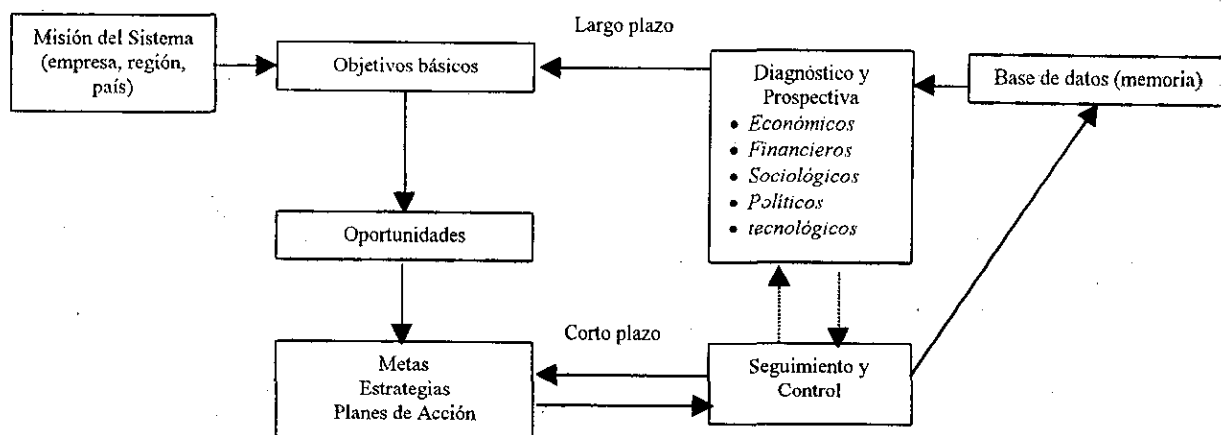 Misión del Sistema
(empresa, región,
país)
Objetivos básicos
Largo plazo
Diagnóstico y
Prospectiva
• Económicos
• Financieros
• Sociológicos
• Políticos
• tecnológicos
Base de datos (memoria)
Oportunidades
Corto plazo
Metas
Estrategias
Planes de Acción
Seguimiento y
Control